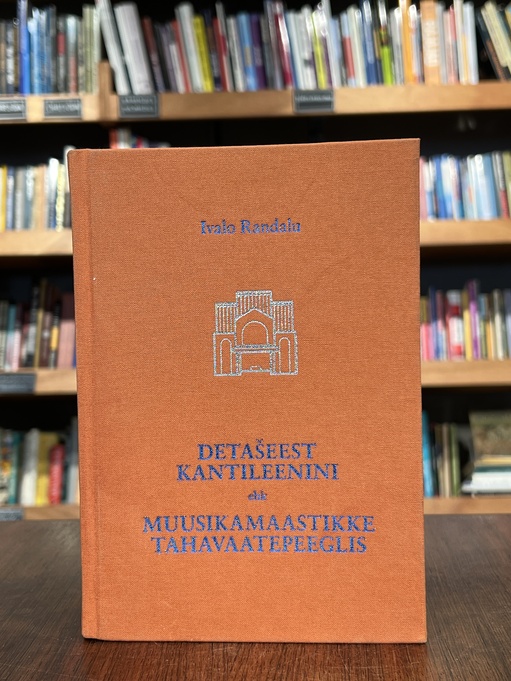 Ivalo Randalu
DETAŠEEST
KANTILEENINI
ehk
MUUSIKAMAASTIKKE
TAHAVAATEPEEGLIS